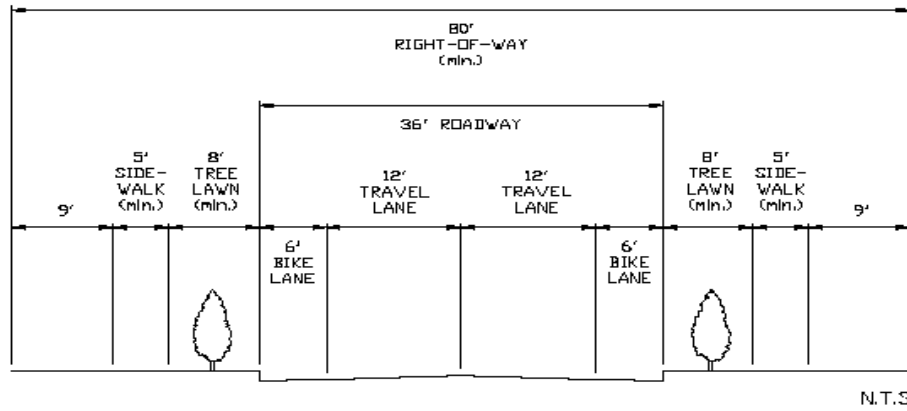 80'
RIGHT-OF-WAY
(min.)
36' ROADWAY
9'
5'
SIDE-
WALK
(min.)
8'
TREE
LAWN
(min.)
6'
BIKE
LANE
12'
TRAVEL
LANE
12'
TRAVEL
LANE
6'
BIKE
LANE
8'
TREE
LAWN
(min.)
5'
SIDE-
WALK
(min.)
9'
N.T.S